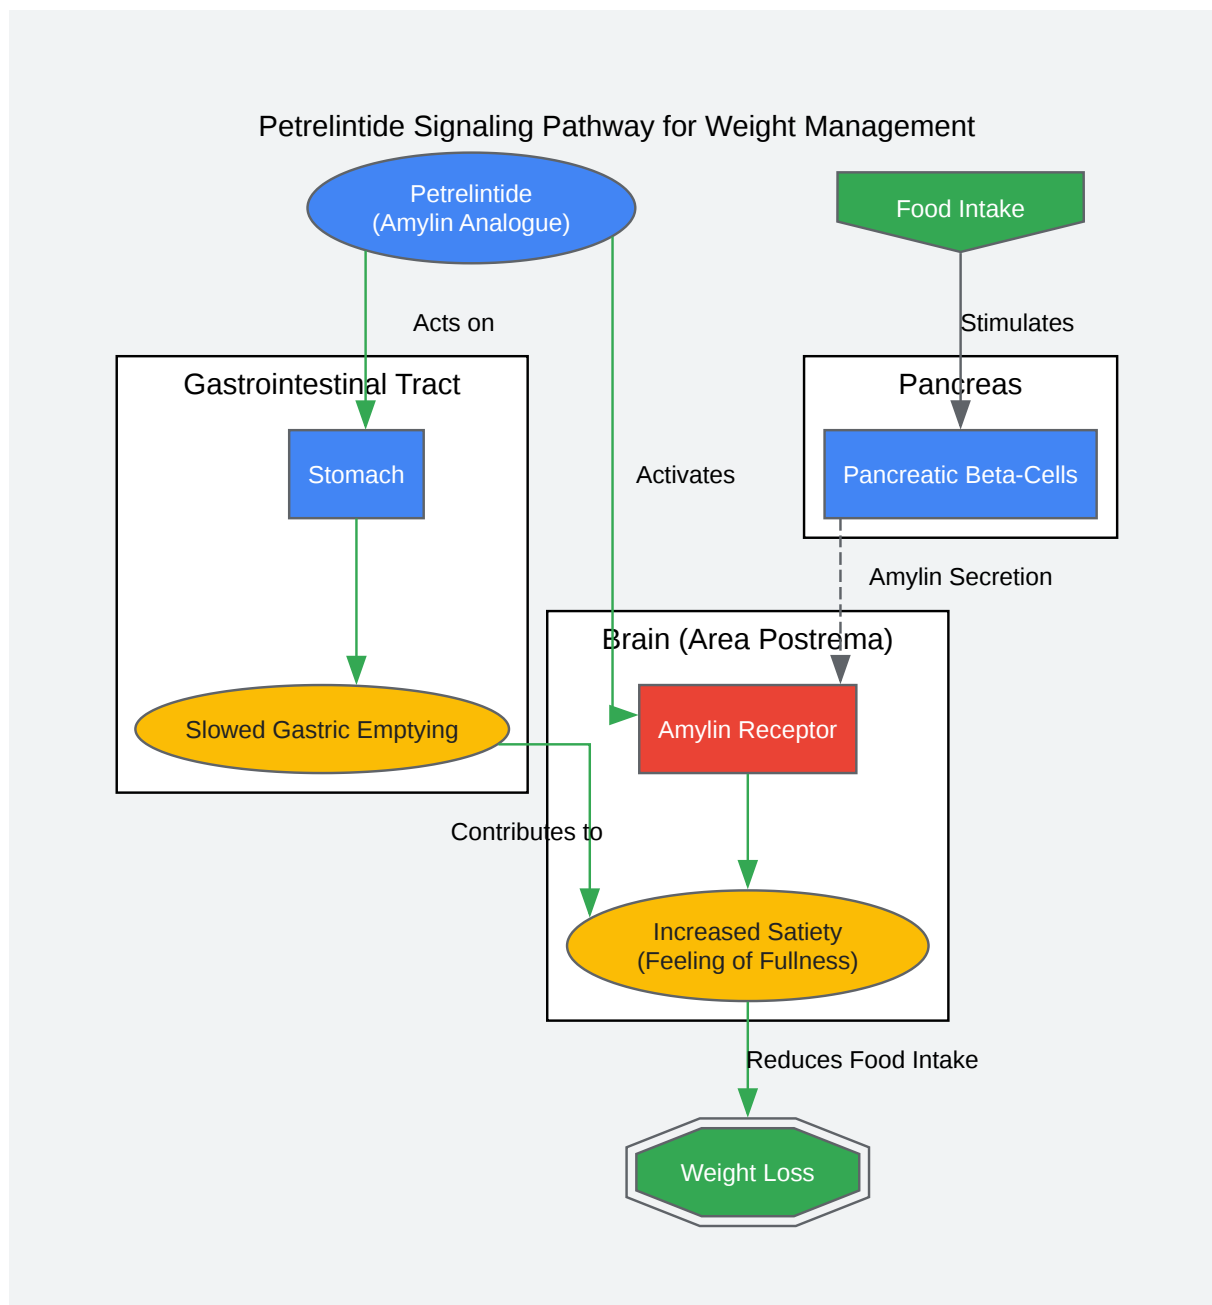 Petrelintide Signaling Pathway for Weight Management
Petrelintide
(Amylin Analogue)
Food Intake
Acts on
Stimulates
Gastrointestinal Tract
Pancreas
Stomach
Activates
Pancreatic Beta-Cells
Amylin Secretion
Brain (Area Postrema)
Slowed Gastric Emptying
Amylin Receptor
Contributes to
Increased Satiety
(Feeling of Fullness)
Reduces Food Intake
Weight Loss